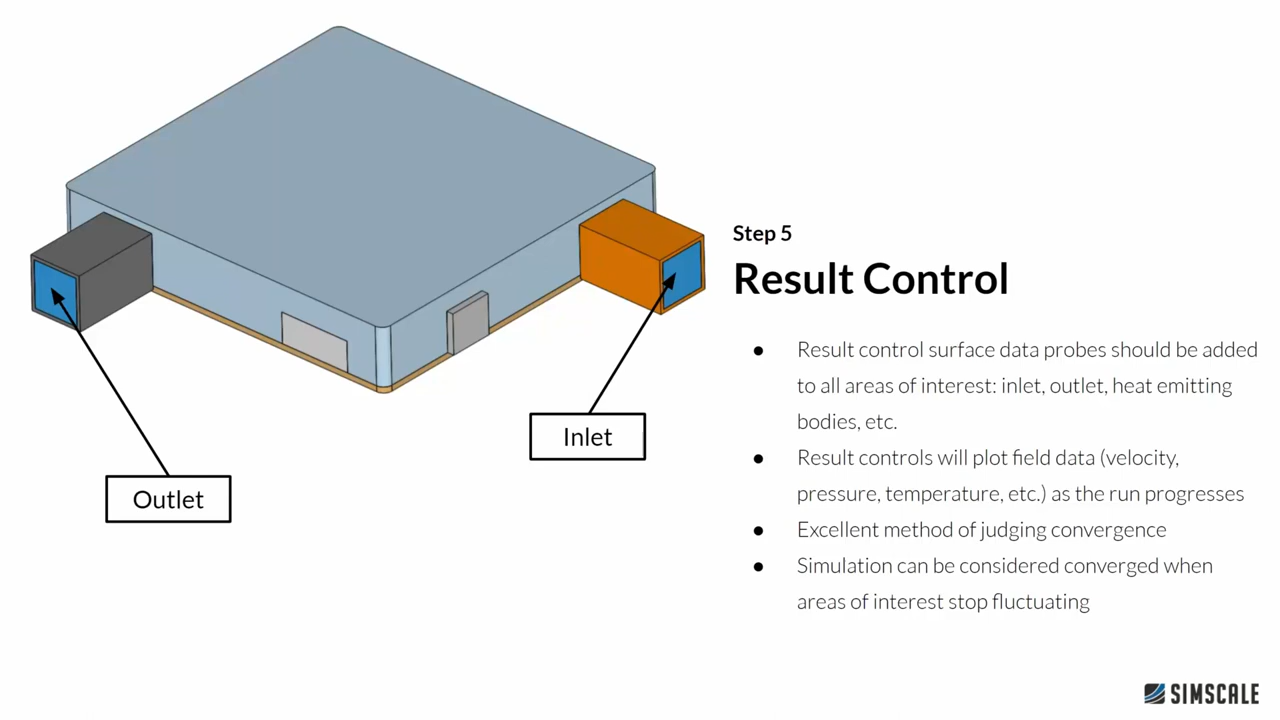 Step 5
Result Control
● Result control surface data probes should be added
to all areas of interest: inlet, outlet, heat emitting
bodies, etc.
● Result controls will plot field data (velocity,
pressure, temperature, etc.) as the run progresses
● Excellent method of judging convergence
● Simulation can be considered converged when
areas of interest stop fluctuating
Inlet
Outlet
SIMSCALE